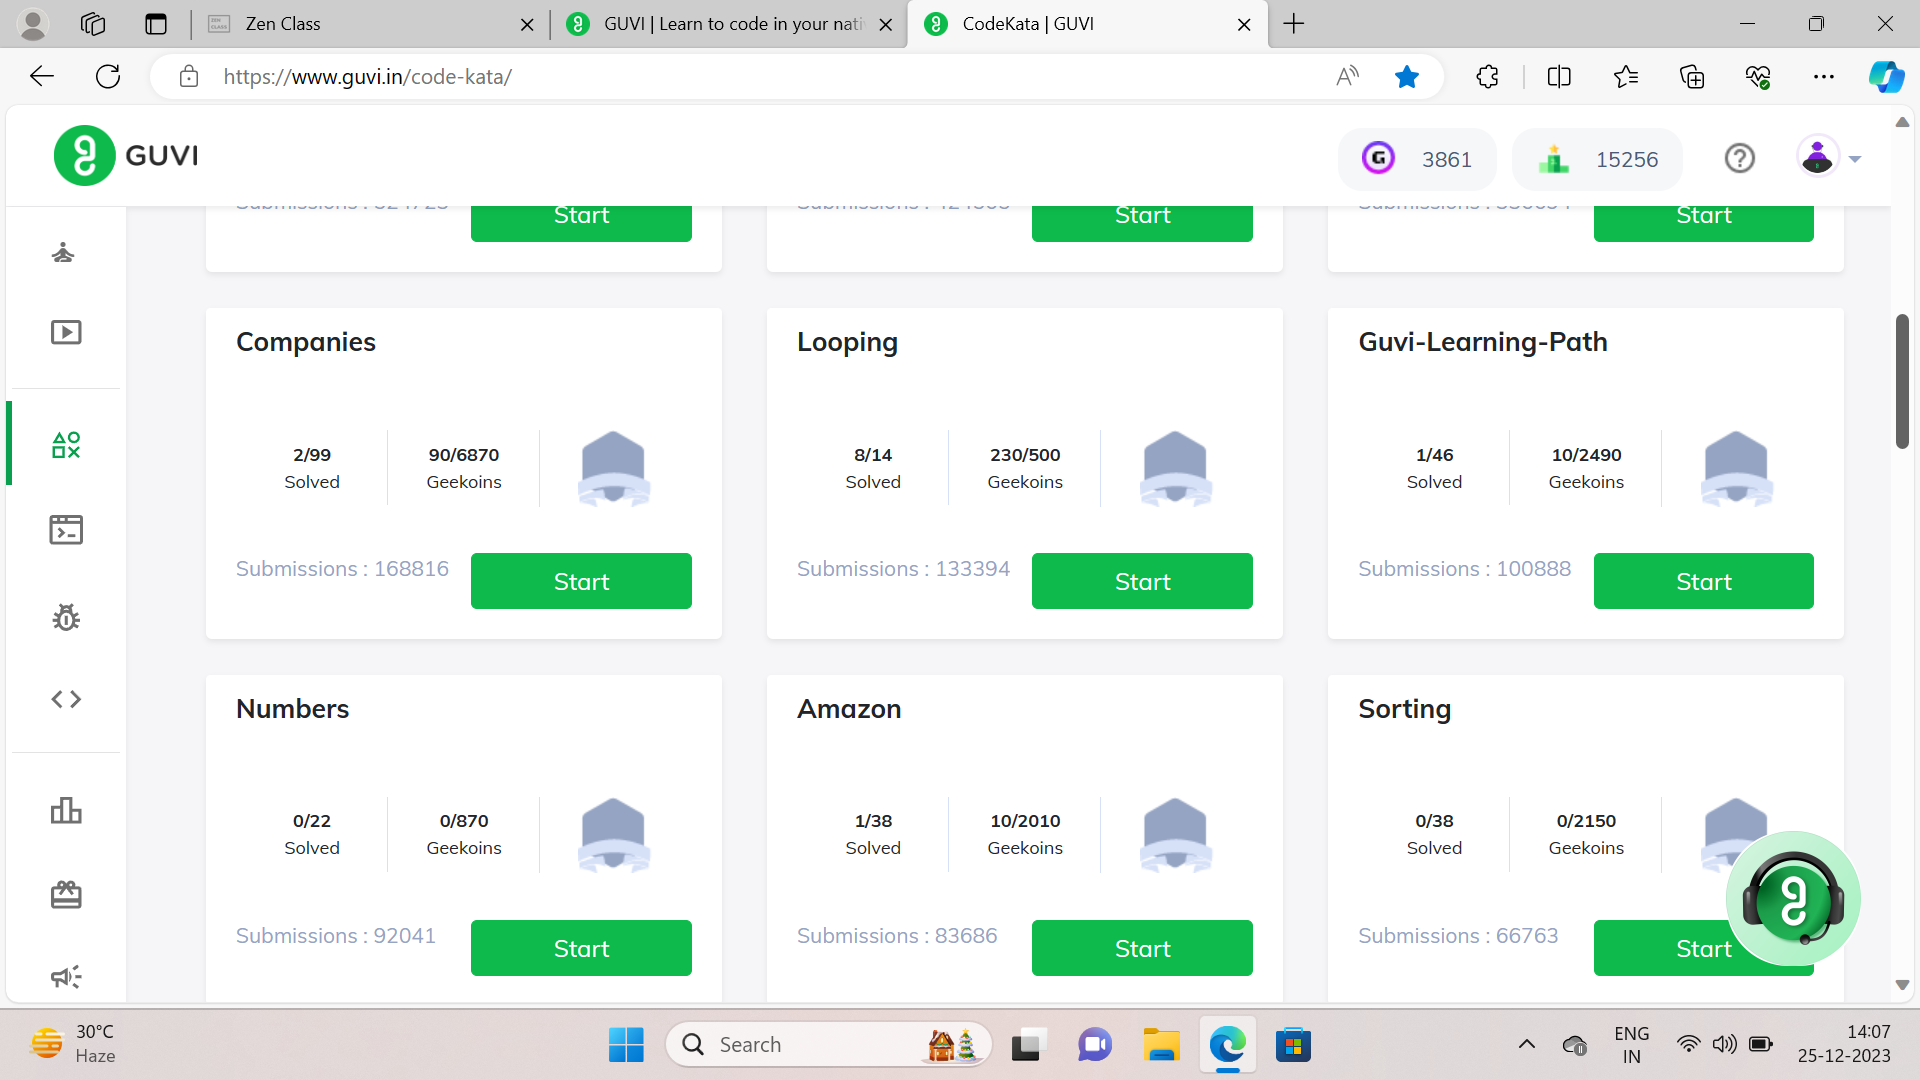 Zen Class
GUVI | Learn to code in your nati
CodeKata | GUVI
https://www.guvi.in/code-kata/
GUVI
3861
15256
Start
Start
Start
Companies
Looping
Guvi-Learning-Path
2/99
Solved
90/6870
Geekoins
8/14
Solved
230/500
Geekoins
1/46
Solved
10/2490
Geekoins
Submissions : 168816
Start
Submissions : 133394
Start
Submissions : 100888
Start
Numbers
Amazon
Sorting
0/22
Solved
0/870
Geekoins
1/38
Solved
10/2010
Geekoins
0/38
Solved
0/2150
Geekoins
Submissions : 92041
Start
Submissions : 83686
Start
Submissions : 66763
Start
30°C
Haze
Search
ENG
IN
14:07
25-12-2023